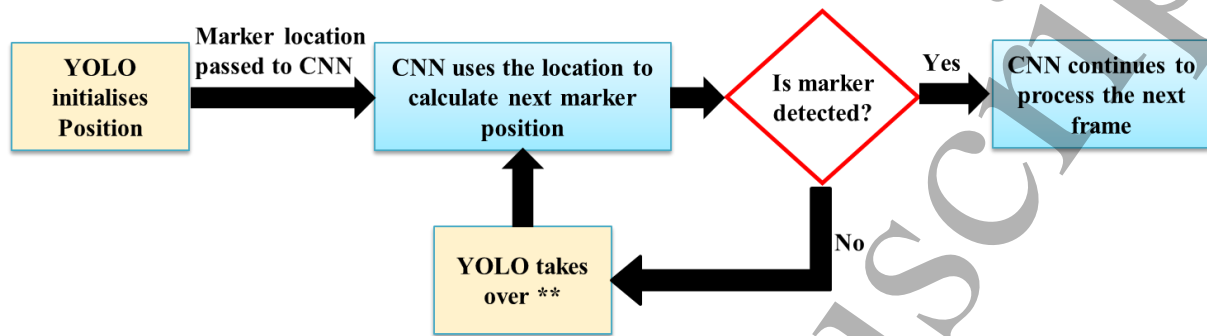 YOLO
initialises
Position
Marker location
passed to CNN
CNN uses the location to
calculate next marker
position
Is marker
detected?
Yes
CNN continues to
process the next
frame
No
YOLO takes
over **